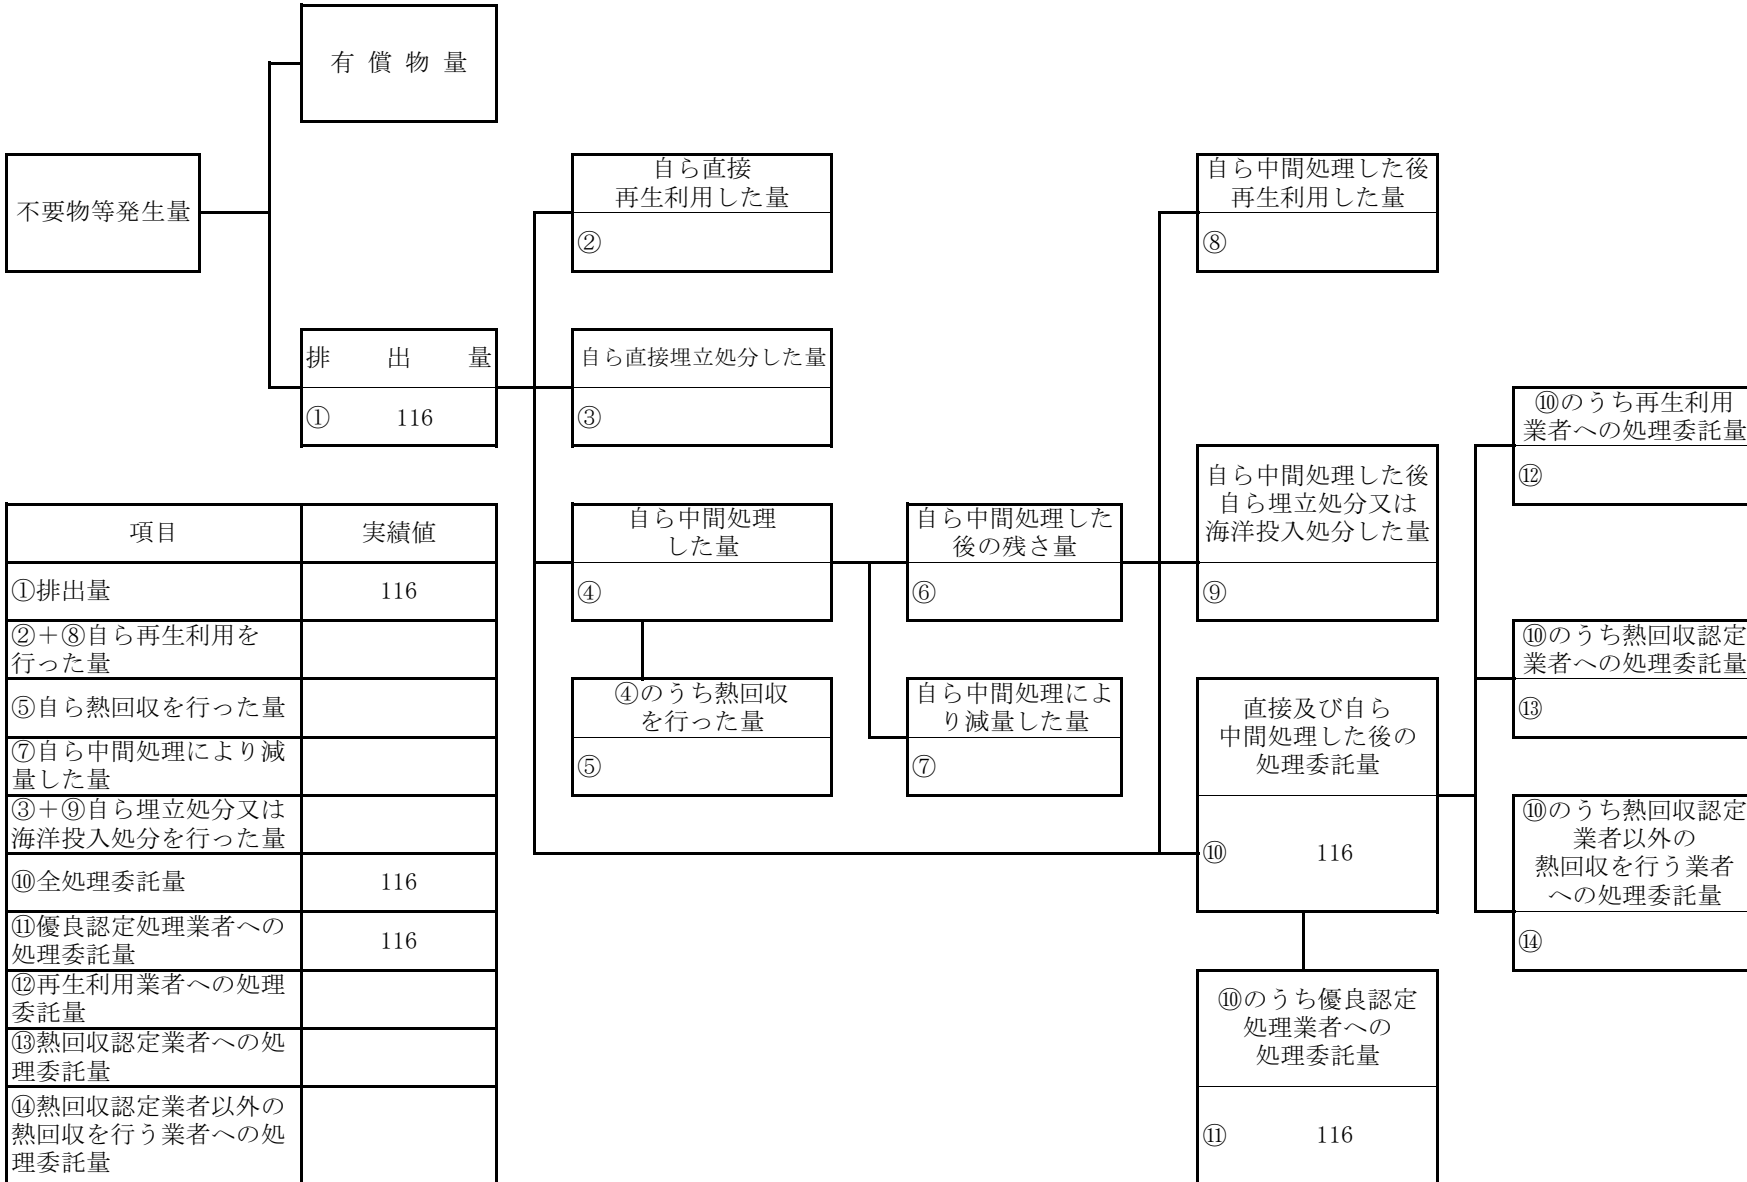 有償物量
不要物等発生量
排出量
① 116
自ら直接
再生利用した量
②
自ら直接埋立処分した量
③
自ら中間処理
した量
④
④のうち熱回収
を行った量
⑤
自ら中間処理した
後の残さ量
⑥
自ら中間処理によ
り減量した量
⑦
自ら中間処理した後
再生利用した量
⑧
自ら中間処理した後
自ら埋立処分又は
海洋投入処分した量
⑨
直接及び自ら
中間処理した後の
処理委託量
⑩ 116
⑩のうち優良認定
処理業者への
処理委託量
⑪ 116
⑩のうち再生利用
業者への処理委託量
⑫
⑩のうち熱回収認定
業者への処理委託量
⑬
⑩のうち熱回収認定
業者以外の
熱回収を行う業者
への処理委託量
⑭
項目 実績値
①排出量 116
②+⑧自ら再生利用を
行った量
⑤自ら熱回収を行った量
⑦自ら中間処理により減
量した量
③+⑨自ら埋立処分又は
海洋投入処分を行った量
⑩全処理委託量 116
⑪優良認定処理業者への
処理委託量 116
⑫再生利用業者への処理
委託量
⑬熱回収認定業者への処
理委託量
⑭熱回収認定業者以外の
熱回収を行う業者への処
理委託量